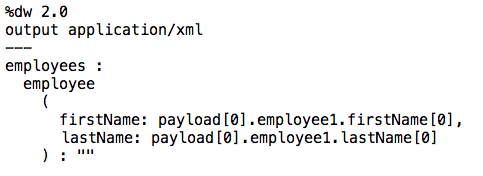 %dw 2.0
output application/xml
---
employees :
  employee
    (
      firstName: payload[0].employee1.firstName[0],
      lastName: payload[0].employee1.lastName[0]
    ) : ""